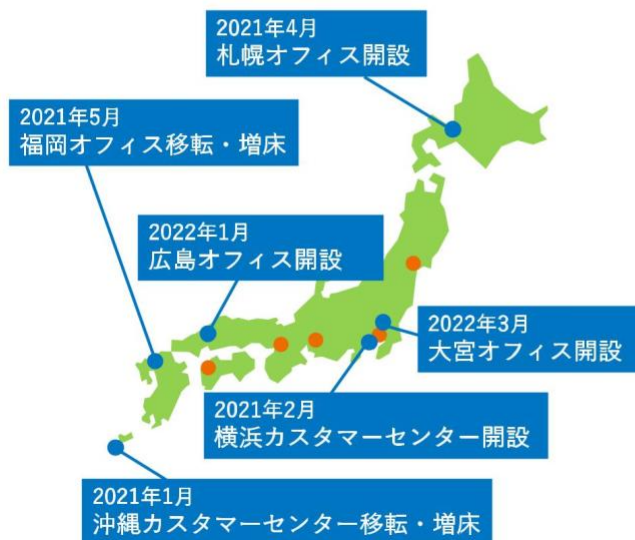 2021年4月
札幌オフィス開設
2021年5月
福岡オフィス移転・増床
2022年1月
広島オフィス開設
2022年3月
大宮オフィス開設
2021年2月
横浜カスタマーセンター開設
2021年1月
沖縄カスタマーセンター移転・増床